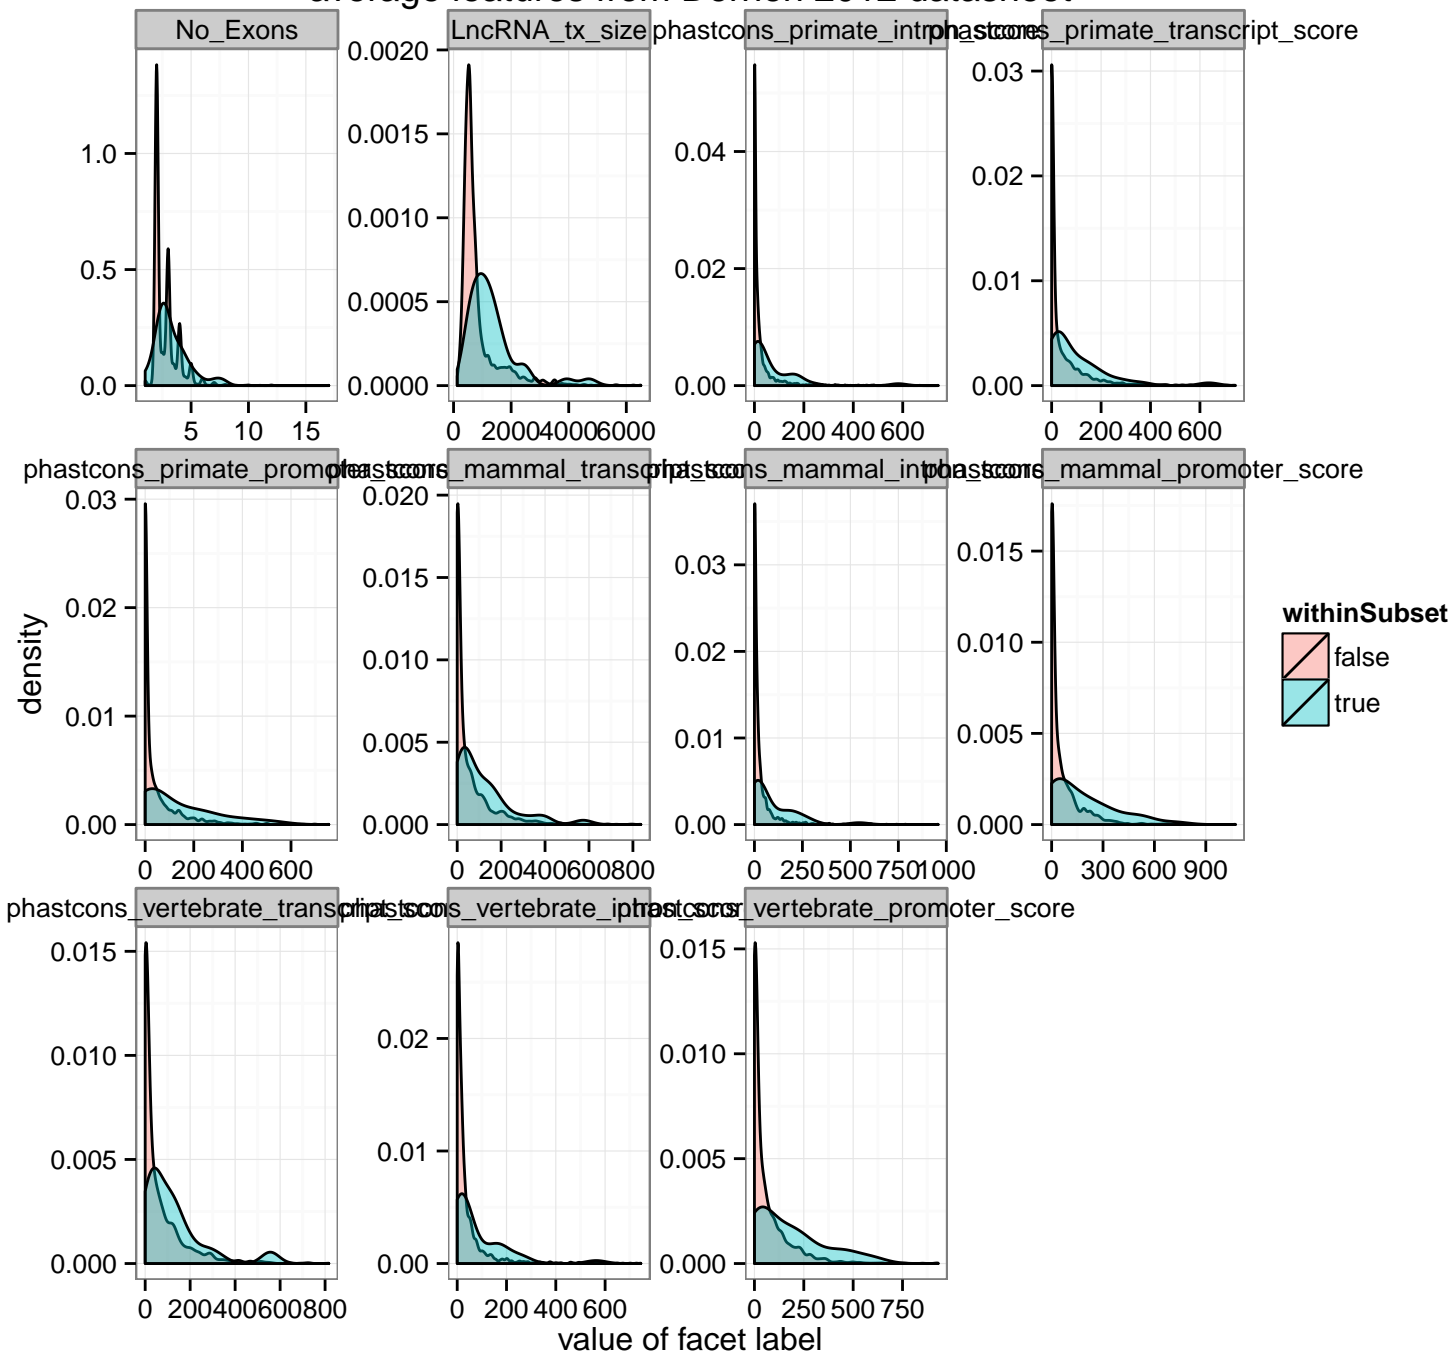 No_Exons
LncRNA_tx_size
phastcons_primate_intron_score
phastcons_primate_transcript_score
0.0
0.5
1.0
0.0000
0.0005
0.0010
0.0015
0.0020
0.00
0.02
0.04
0.00
0.01
0.02
0.03
5 10 15
0 2000 4000 6000
0 200 400 600
0 200 400 600
phastcons_primate_promoter_score
phastcons_mammal_transcript_score
phastcons_mammal_intron_score
phastcons_mammal_promoter_score
0.00
0.01
0.02
0.03
0.000
0.005
0.010
0.015
0.020
0.00
0.01
0.02
0.03
0.000
0.005
0.010
0.015
0 200 400 600
0 200 400 600 800
0 250 500 750 1000
0 300 600 900
phastcons_vertebrate_transcript_score
phastcons_vertebrate_intron_score
phastcons_vertebrate_promoter_score
0.000
0.005
0.010
0.015
0.00
0.01
0.02
0.000
0.005
0.010
0.015
0 200 400 600 800
0 200 400 600
0 250 500 750
density
value of facet label
withinSubset
false
true